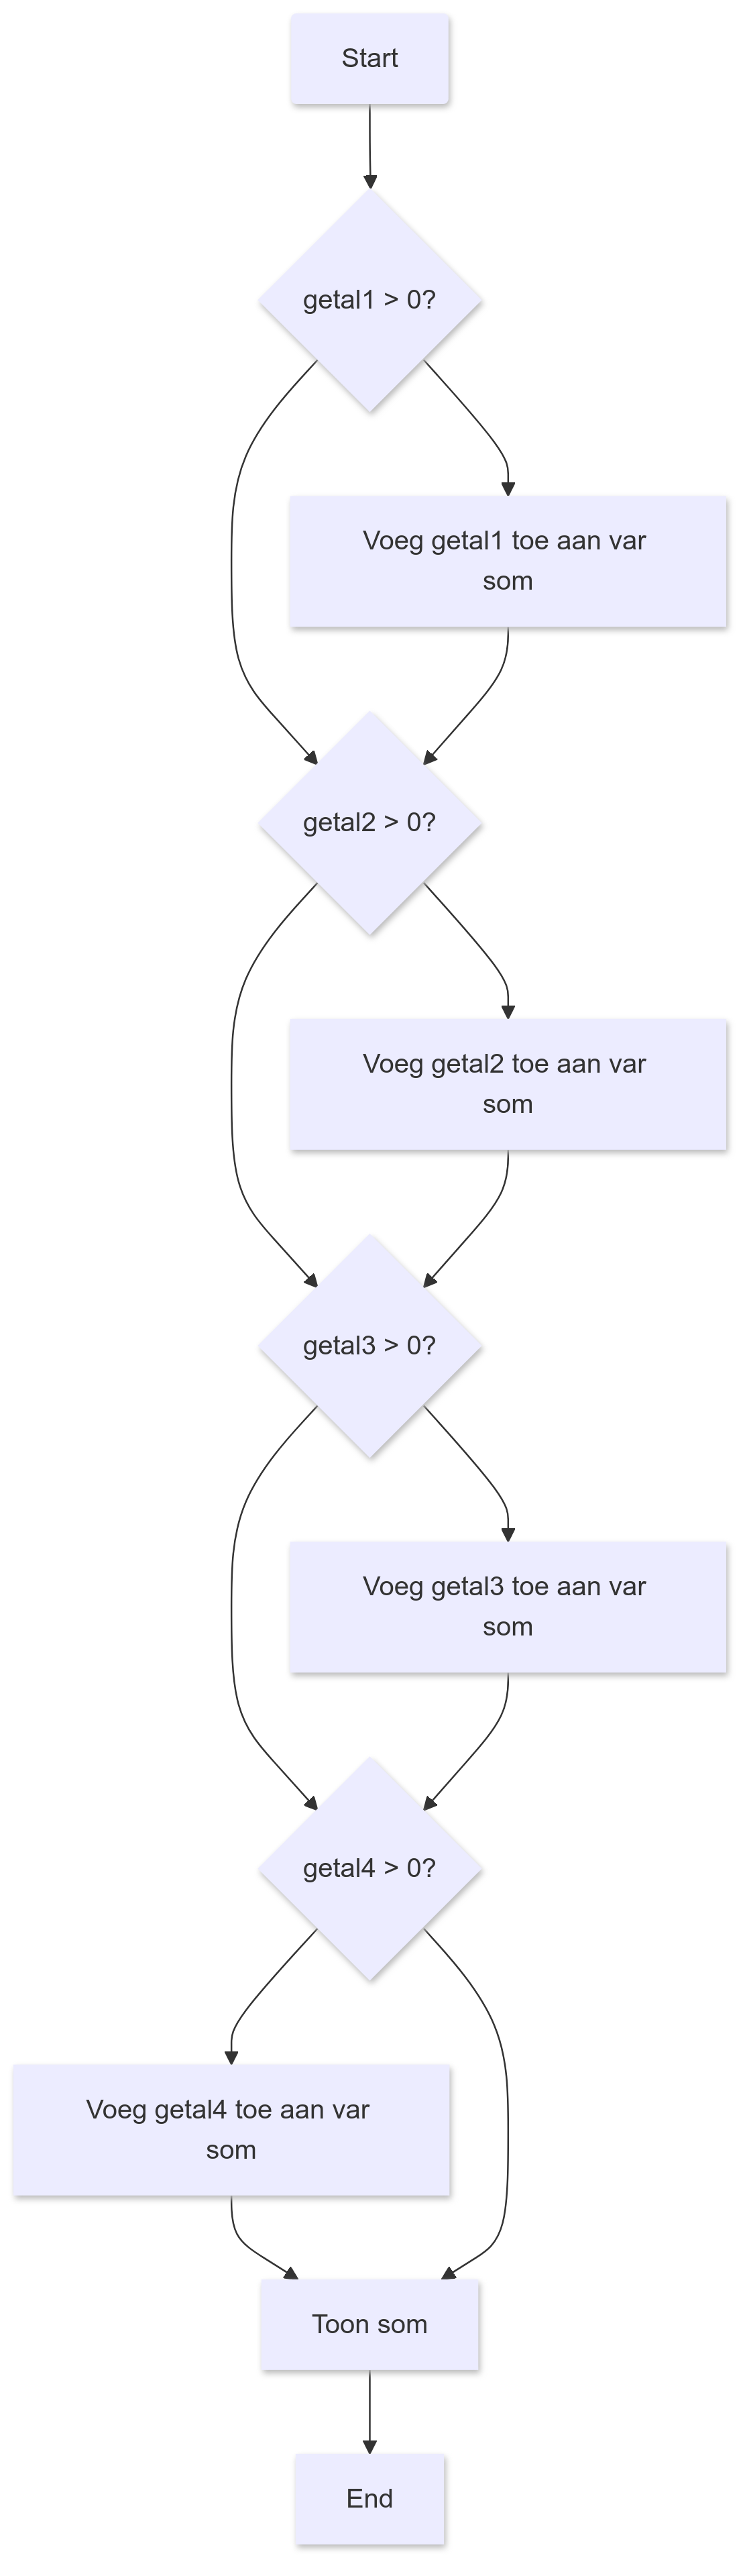 Start
getal1 > 0?
Voeg getal1 toe aan var
som
getal2 > 0?
Voeg getal2 toe aan var
som
getal3 > 0?
Voeg getal3 toe aan var
som
getal4 > 0?
Voeg getal4 toe aan var
som
Toon som
End